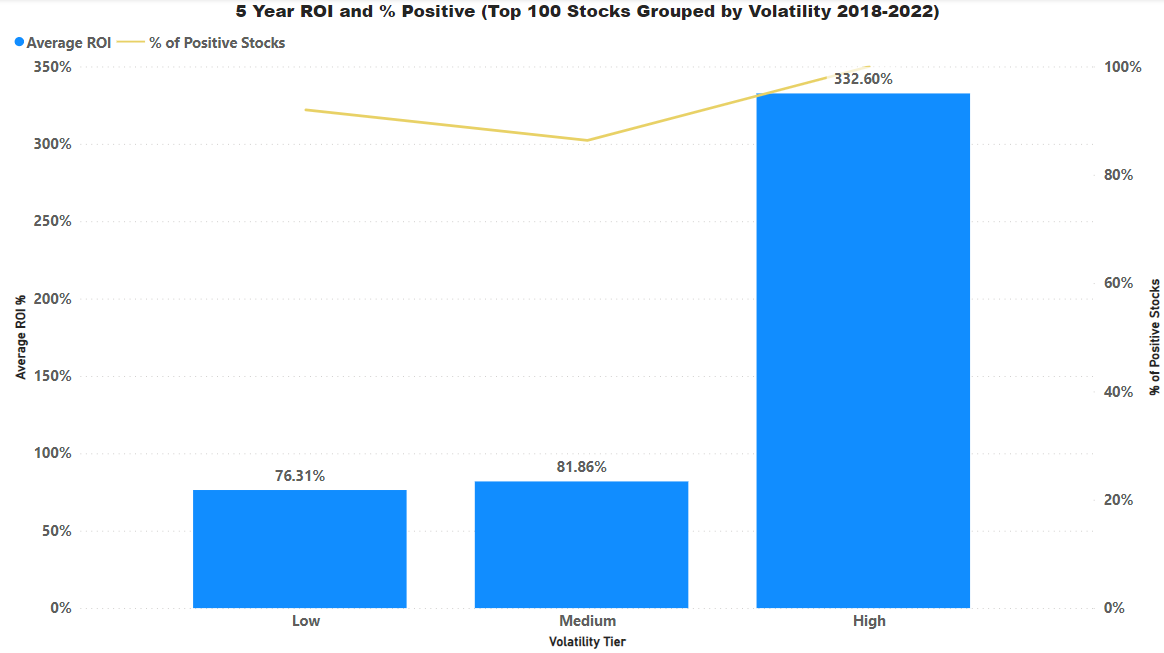 5 Year ROI and % Positive (Top 100 Stocks Grouped by Volatility 2018-2022)
Average ROI % of Positive Stocks
350%
300%
250%
200%
150%
100%
50%
0%
Average ROI %
76.31%
81.86%
332.60%
100%
80%
60%
40%
20%
0%
% of Positive Stocks
Low Medium High
Volatility Tier